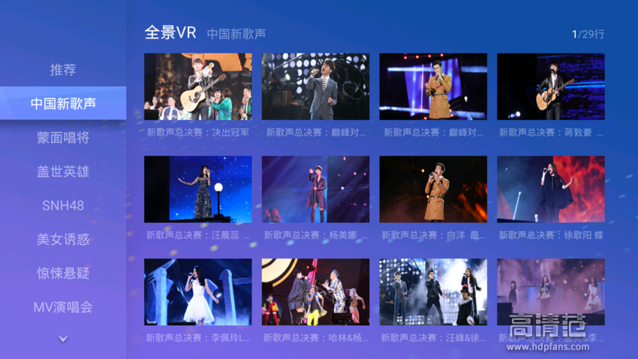 全景VR 中国新歌声 1/29行
推荐
中国新歌声
蒙面唱将
盖世英雄
SNH48
美女诱惑
惊悚悬疑
MV演唱会
新歌声总决赛：决出冠军
新歌声总决赛：巅峰对...
新歌声总决赛：巅峰对...
新歌声总决赛：蒋敦豪 ...
新歌声总决赛：汪晨蕊 ...
新歌声总决赛：杨美娜 ...
新歌声总决赛：向洋 最...
新歌声总决赛：徐歌阳 蝶
新歌声总决赛：李佩玲L...
新歌声总决赛：哈林&杨...
新歌声总决赛：汪峰&徐...
新歌声总决赛：
高清范
www.hdpfans.com